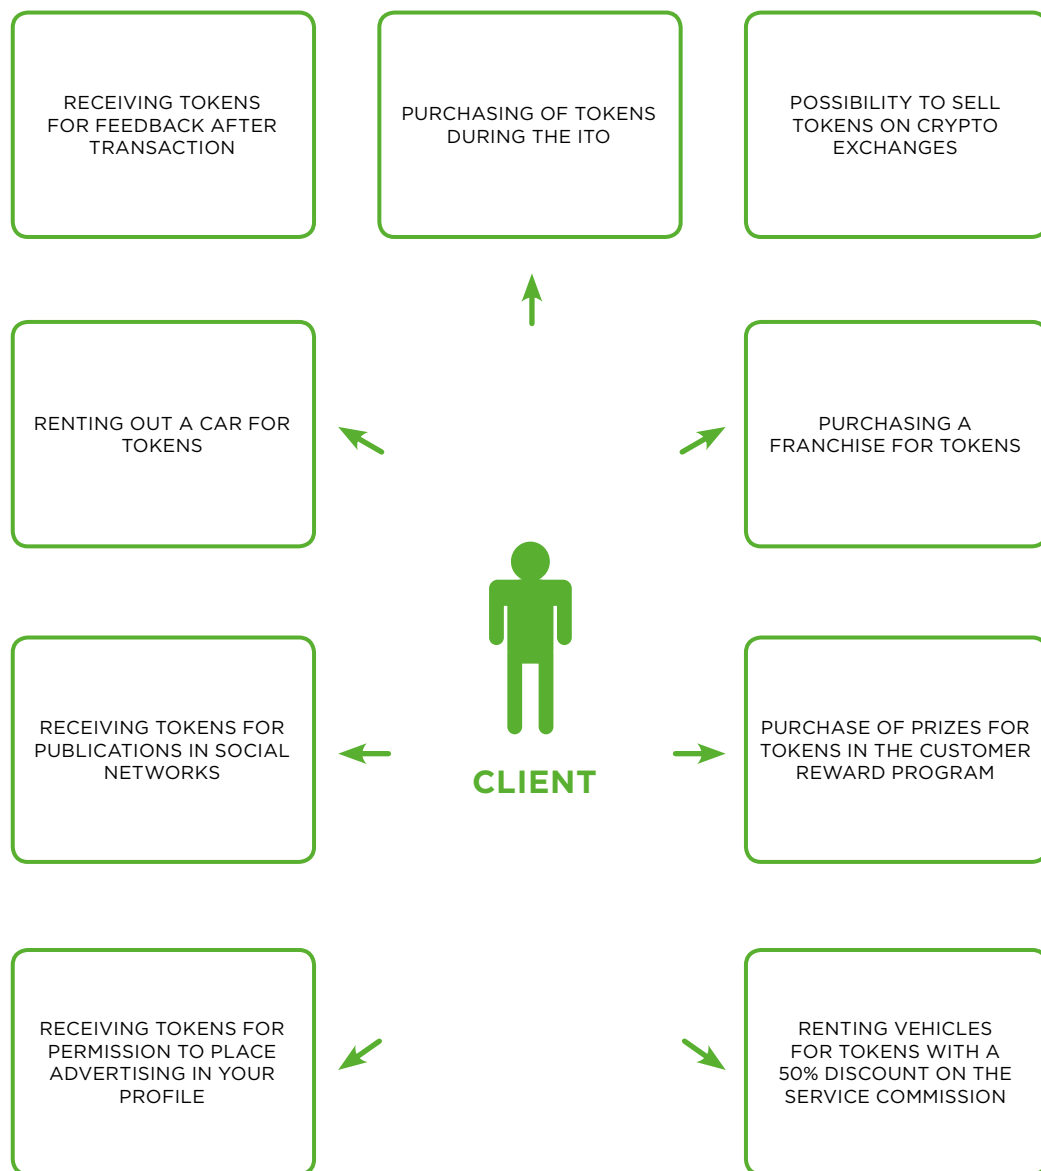 RECEIVING TOKENS
FOR FEEDBACK AFTER
TRANSACTION
PURCHASING OF TOKENS
DURING THE ITO
POSSIBILITY TO SELL
TOKENS ON CRYPTO
EXCHANGES
RENTING OUT A CAR FOR
TOKENS
PURCHASING A
FRANCHISE FOR TOKENS
RECEIVING TOKENS FOR
PUBLICATIONS IN SOCIAL
NETWORKS
CLIENT
PURCHASE OF PRIZES FOR
TOKENS IN THE CUSTOMER
REWARD PROGRAM
RECEIVING TOKENS FOR
PERMISSION TO PLACE
ADVERTISING IN YOUR
PROFILE
RENTING VEHICLES
FOR TOKENS WITH A
50% DISCOUNT ON THE
SERVICE COMMISSION